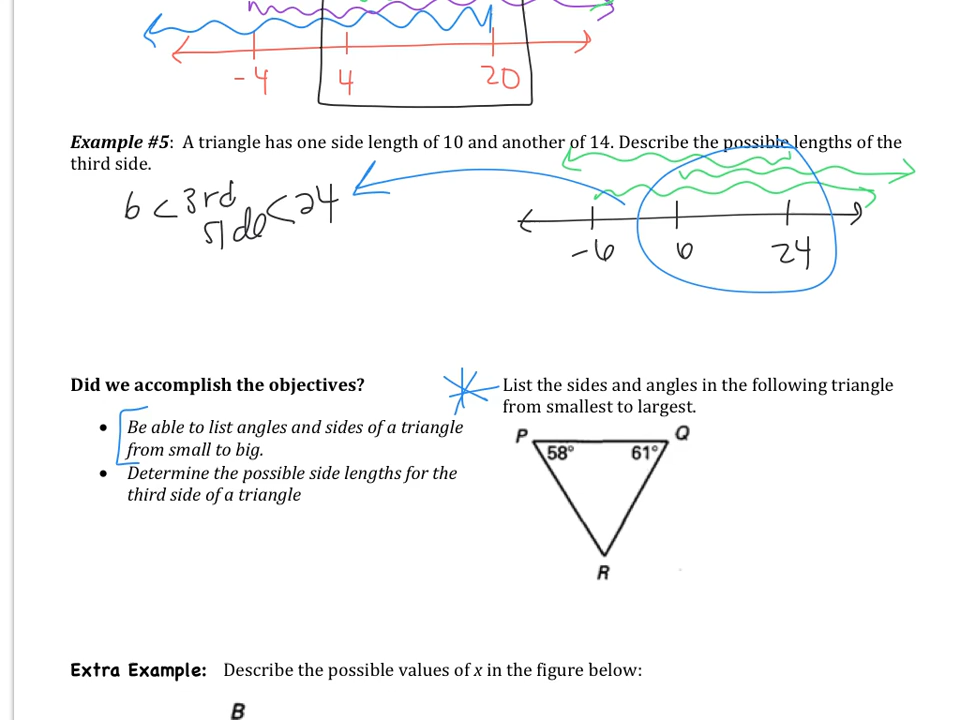 -4 4 20
Example #5: A triangle has one side length of 10 and another of 14. Describe the possible lengths of the
third side.
6 < 3rd side < 24
-6 6 24
Did we accomplish the objectives?
• Be able to list angles and sides of a triangle
from small to big.
• Determine the possible side lengths for the
third side of a triangle
List the sides and angles in the following triangle
from smallest to largest.
P Q
58° 61°
R
Extra Example: Describe the possible values of x in the figure below:
B